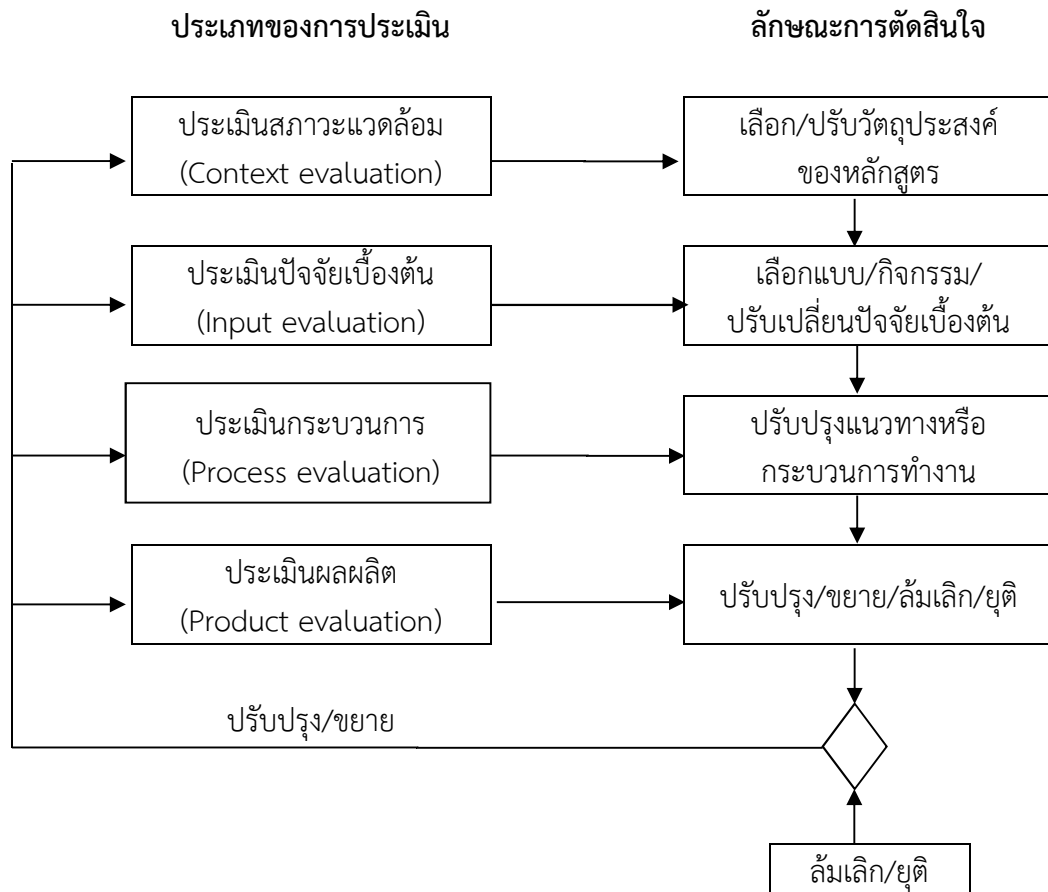 ประเภทของการประเมิน
ลักษณะการตัดสินใจ
ประเมินสภาวะแวดล้อม
(Context evaluation)
เลือก/ปรับวัตถุประสงค์
ของหลักสูตร
ประเมินปัจจัยเบื้องต้น
(Input evaluation)
เลือกแบบ/กิจกรรม/
ปรับเปลี่ยนปัจจัยเบื้องต้น
ประเมินกระบวนการ
(Process evaluation)
ปรับปรุงแนวทางหรือ
กระบวนการทำงาน
ประเมินผลผลิต
(Product evaluation)
ปรับปรุง/ขยาย/ล้มเลิก/ยุติ
ปรับปรุง/ขยาย
ล้มเลิก/ยุติ